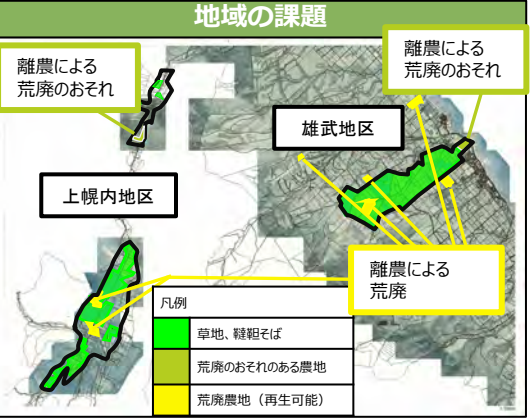 地域の課題
離農による
荒廃のおそれ
離農による
荒廃のおそれ
雄武地区
上幌内地区
離農による
荒廃
凡例
草地、韃靼そば
荒廃のおそれのある農地
荒廃農地（再生可能）